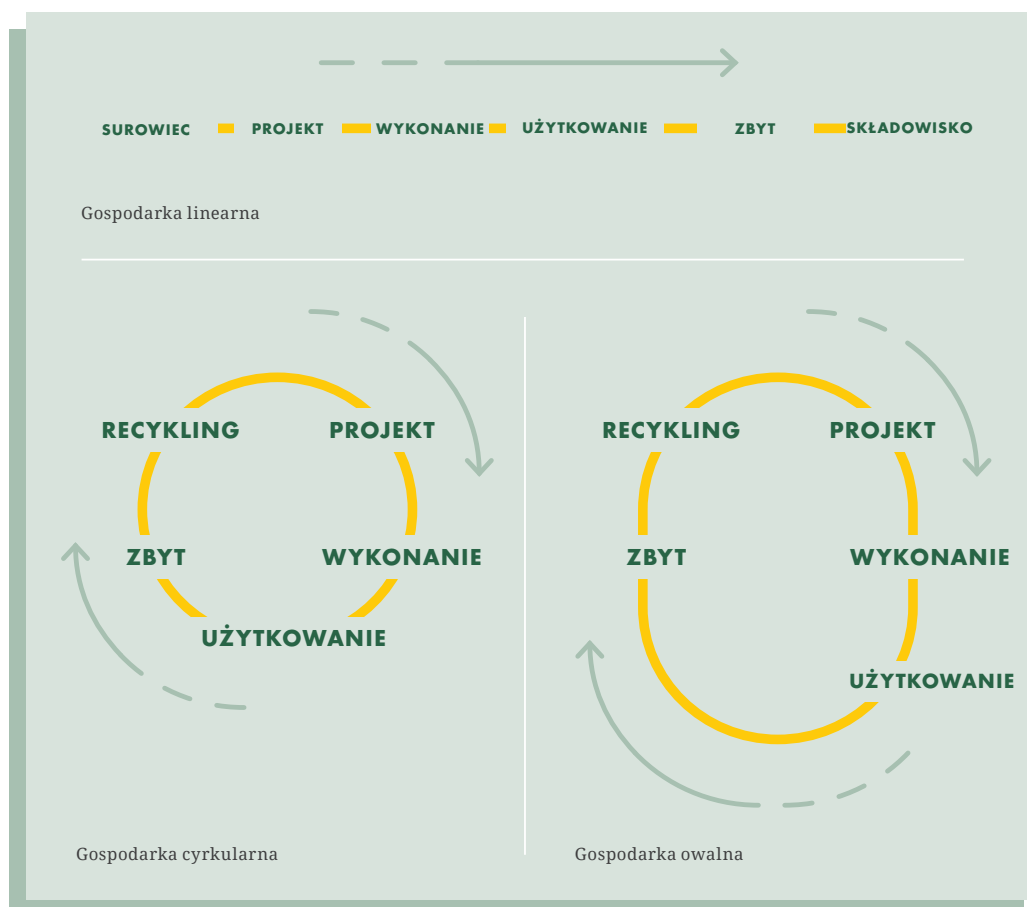 SUROWIEC PROJEKT WYKONANIE UŻYTKOWANIE ZBYT SKŁADOWISKO
Gospodarka linearna
RECYKLING PROJEKT
ZBYT WYKONANIE
UŻYTKOWANIE
Gospodarka cyrkularna
RECYKLING PROJEKT
ZBYT WYKONANIE
UŻYTKOWANIE
Gospodarka owalna